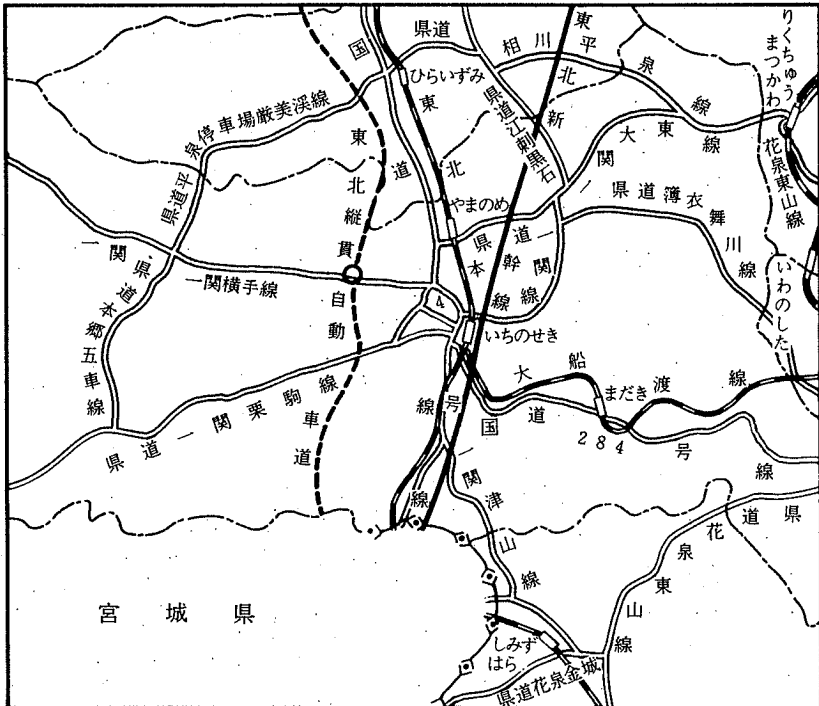 県道
相川
東平
泉
線
りくちゅう
まつかわ
国
道
4
号
線
ひらいずみ
東
北
本
線
県道平泉停車場厳美渓線
東北縦貫自動車道
県道江刺黒石
一関
線
東北新幹線
一関
大東
線
花泉東山線
やまのめ
県道
県道薄衣舞川線
一関県道本郷五車線
一関横手線
いわのした
いちのせき
大船渡線
まだき
県道一関栗駒線
国道
284
号
一関津山線
県道花泉東山線
宮城県
しみず
はら
県道花泉金城
線